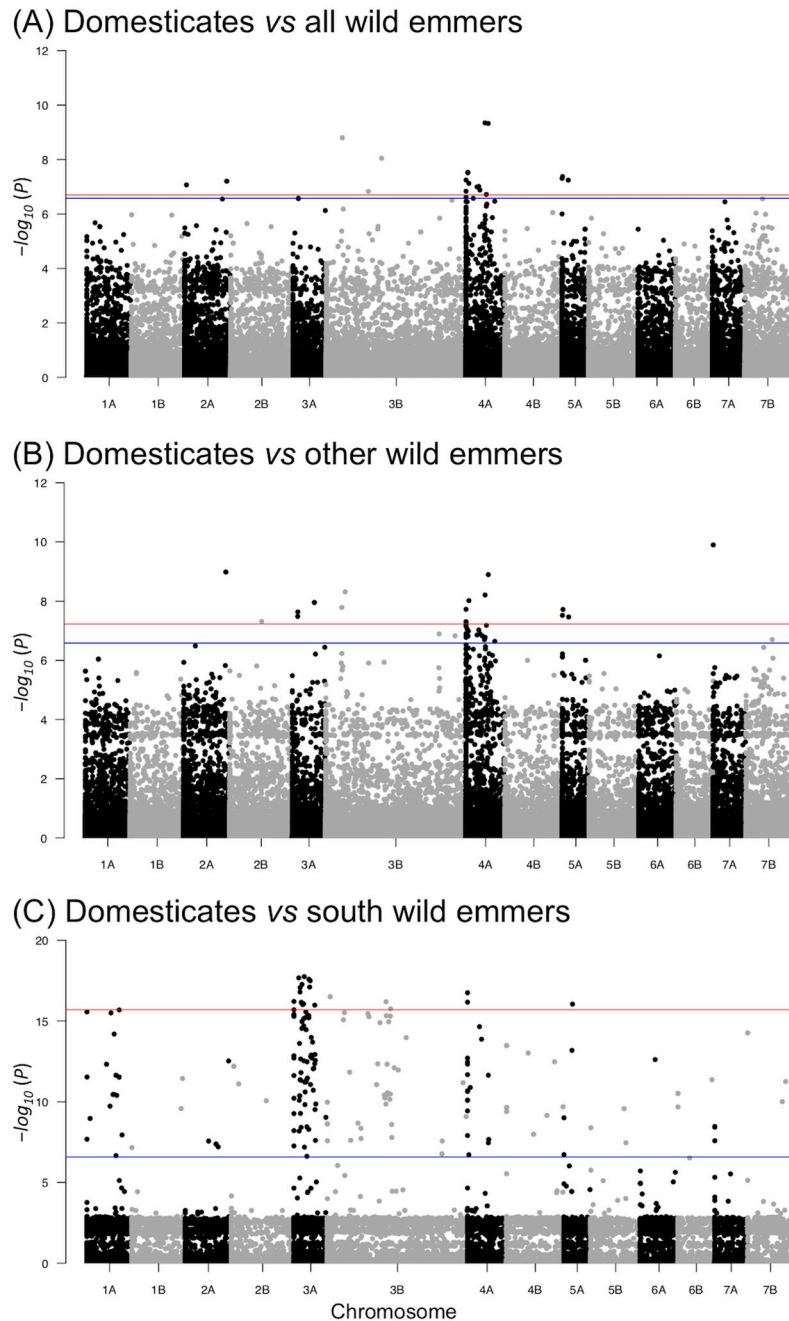 (A) Domesticates vs all wild emmers
12
10
8
6
4
2
0
−log10 (P)
1A 1B 2A 2B 3A 3B 4A 4B 5A 5B 6A 6B 7A 7B
(B) Domesticates vs other wild emmers
12
10
8
6
4
2
0
−log10 (P)
1A 1B 2A 2B 3A 3B 4A 4B 5A 5B 6A 6B 7A 7B
(C) Domesticates vs south wild emmers
20
15
10
5
0
−log10 (P)
1A 1B 2A 2B 3A 3B 4A 4B 5A 5B 6A 6B 7A 7B
Chromosome